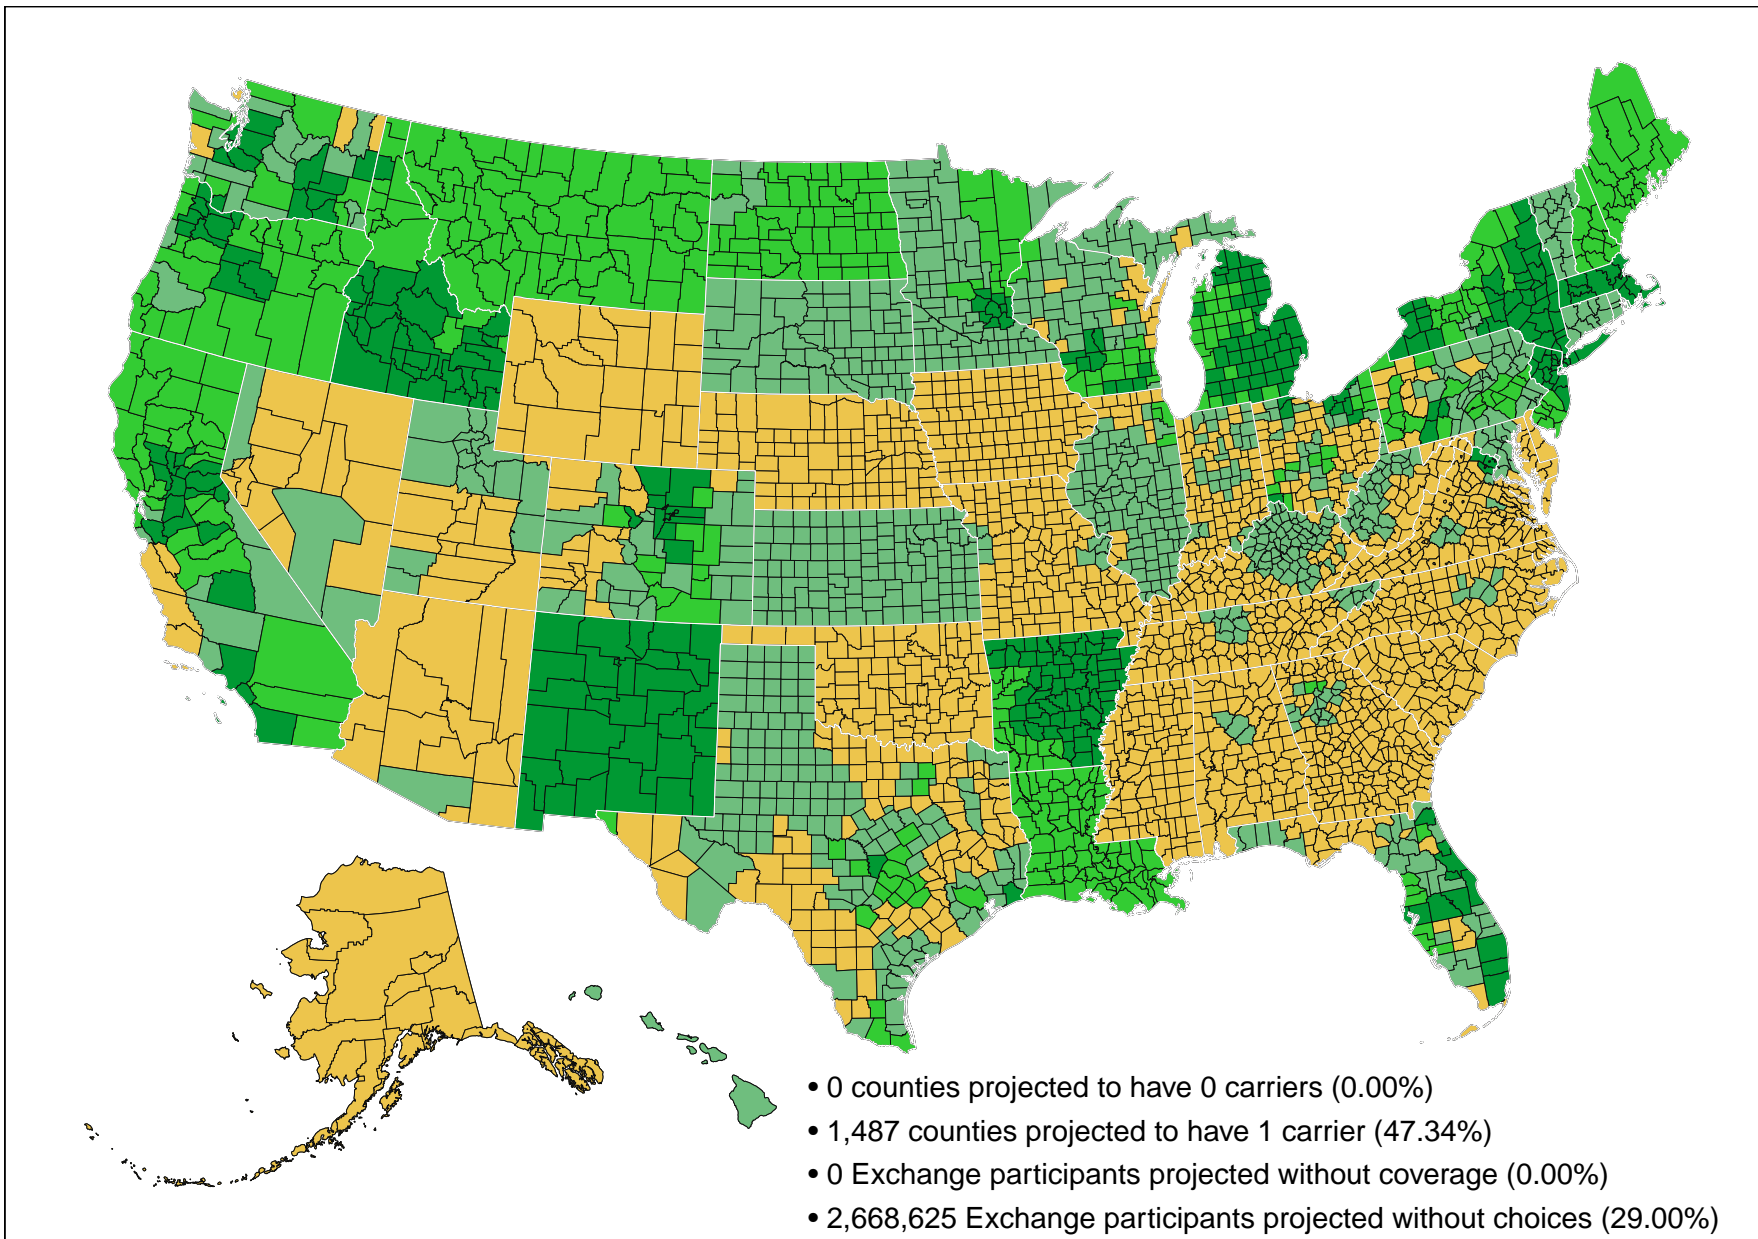 • 0 counties projected to have 0 carriers (0.00%)
• 1,487 counties projected to have 1 carrier (47.34%)
• 0 Exchange participants projected without coverage (0.00%)
• 2,668,625 Exchange participants projected without choices (29.00%)